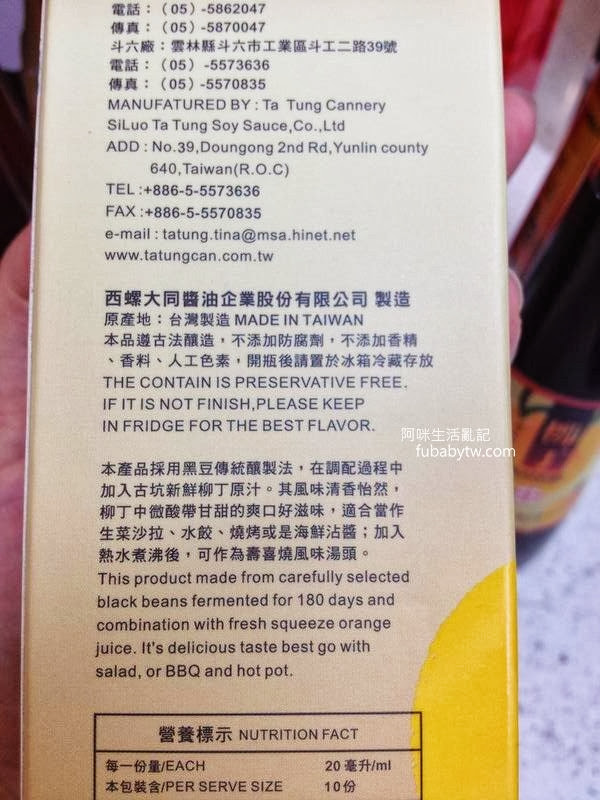 電話：（05）-5862047
傳真：（05）-5870047
斗六廠：雲林縣斗六市工業區斗工二路39號
電話：（05）-5573636
傳真：（05）-5570835
MANUFATURED BY : Ta Tung Cannery
SiLuo Ta Tung Soy Sauce,Co.,Ltd
ADD : No.39,Doungong 2nd Rd,Yunlin county
640,Taiwan(R.O.C)
TEL :+886-5-5573636
FAX :+886-5-5570835
e-mail : tatung.tina@msa.hinet.net
www.tatungcan.com.tw
西螺大同醬油企業股份有限公司 製造
原產地：台灣製造 MADE IN TAIWAN
本品遵古法釀造，不添加防腐劑，不添加香精
、香料、人工色素，開瓶後請置於冰箱冷藏存放
THE CONTAIN IS PRESERVATIVE FREE.
IF IT IS NOT FINISH,PLEASE KEEP
IN FRIDGE FOR THE BEST FLAVOR.
阿咪生活亂記
fubabytw.com
本產品採用黑豆傳統釀製法，在調配過程中
加入古坑新鮮柳丁原汁。其風味清香怡然，
柳丁中微酸帶甘甜的爽口好滋味，適合當作
生菜沙拉、水餃、燒烤或是海鮮沾醬；加入
熱水煮沸後，可作為壽喜燒風味湯頭。
This product made from carefully selected
black beans fermented for 180 days and
combination with fresh squeeze orange
juice. It's delicious taste best go with
salad, or BBQ and hot pot.
營養標示 NUTRITION FACT
每一份量/EACH 20 毫升/ml
本包裝含/PER SERVE SIZE 10份